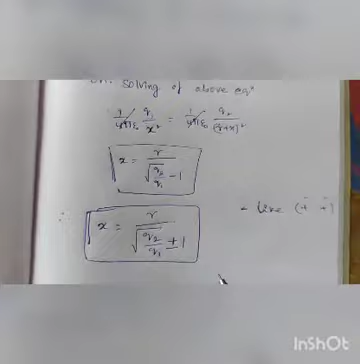 solving of above eqⁿ
1/4πε₀ q₁/x² = 1/4πε₀ q₂/(r+x)²
x = r/(√(q₂/q₁) - 1)
∴ x = r/(√(q₂/q₁) ± 1)
InShOt